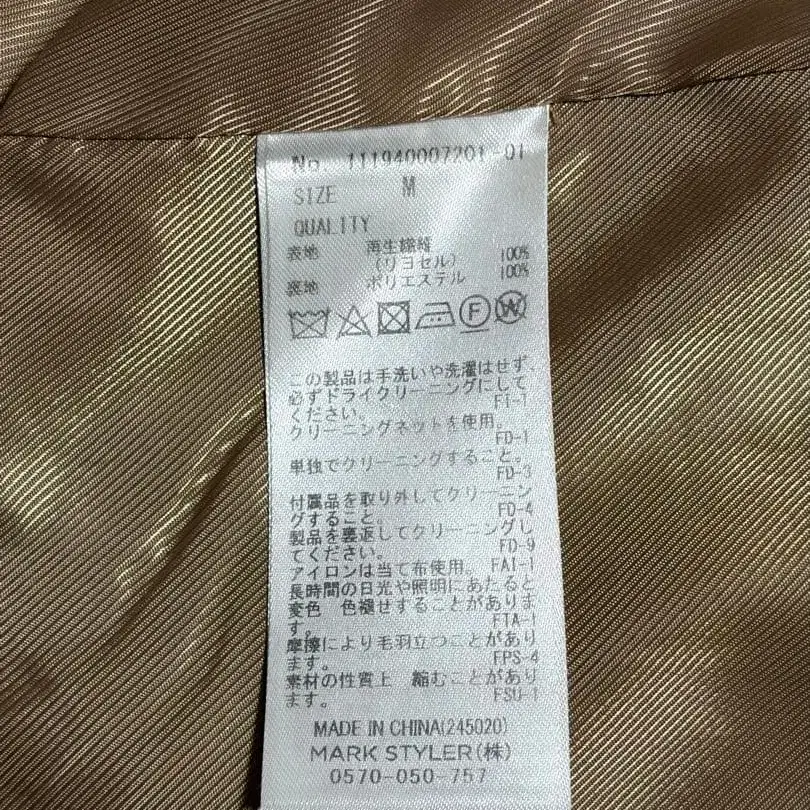 No. 111940007201-01
SIZE M
QUALITY
表地 再生繊維
(リヨセル) 100%
裏地 ポリエステル 100%
F W
この製品は手洗いや洗濯はせず、
必ずドライクリーニングにして
ください。 FI-1
クリーニングネットを使用。
FD-1
単独でクリーニングすること。
FD-3
付属品を取り外してクリーニン
グすること。 FD-4
製品を裏返してクリーニングし
てください。 FD-9
アイロンは当て布使用。 FAI-1
長時間の日光や照明にあたると
変色 色褪せすることがありま
す。 FTA-1
摩擦により毛羽立つことがあり
ます。 FPS-4
素材の性質上 縮むことがあり
ます。 FSU-1
MADE IN CHINA(245020)
MARK STYLER(株)
0570-050-757